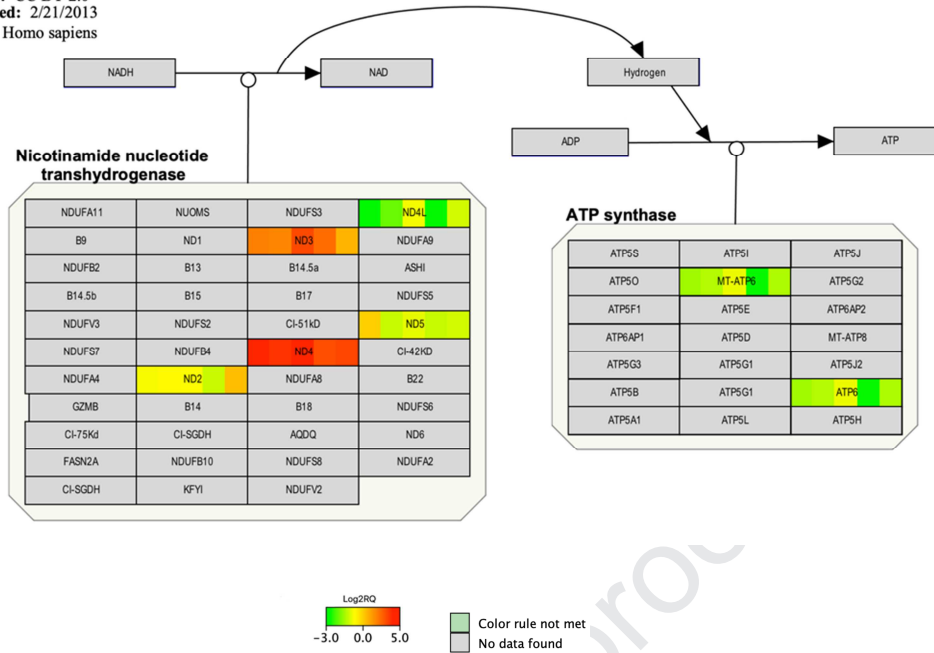 ed: 2/21/2013
Homo sapiens
NADH
NAD
Hydrogen
ADP
ATP
Nicotinamide nucleotide
transhydrogenase
NDUFA11 NUOMS NDUFS3 ND4L
B9 ND1 ND3 NDUFA9
NDUFB2 B13 B14.5a ASHI
B14.5b B15 B17 NDUFS5
NDUFV3 NDUFS2 CI-51kD ND5
NDUFS7 NDUFB4 ND4 CI-42KD
NDUFA4 ND2 NDUFA8 B22
GZMB B14 B18 NDUFS6
CI-75Kd CI-SGDH AQDQ ND6
FASN2A NDUFB10 NDUFS8 NDUFA2
CI-SGDH KFYI NDUFV2
ATP synthase
ATP5S ATP5I ATP5J
ATP5O MT-ATP6 ATP5G2
ATP5F1 ATP5E ATP6AP2
ATP6AP1 ATP5D MT-ATP8
ATP5G3 ATP5G1 ATP5J2
ATP5B ATP5G1 ATP6
ATP5A1 ATP5L ATP5H
Log2RQ
-3.0 0.0 5.0
Color rule not met
No data found